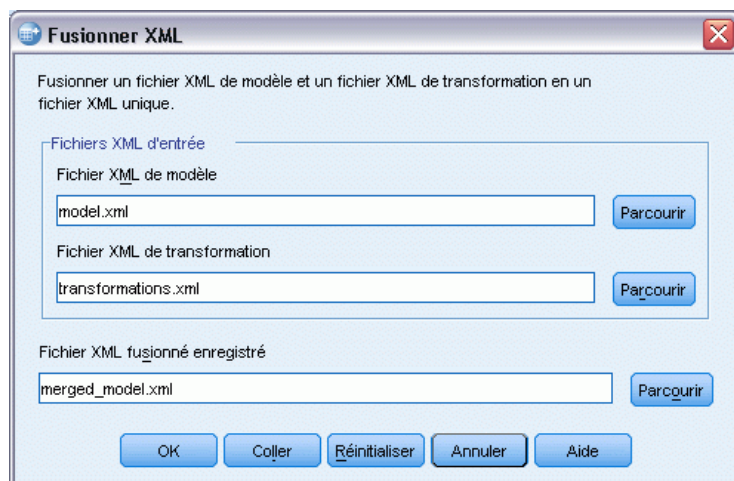 Fusionner XML
Fusionner un fichier XML de modèle et un fichier XML de transformation en un
fichier XML unique.
Fichiers XML d'entrée
Fichier XML de modèle
model.xml
Parcourir
Fichier XML de transformation
transformations.xml
Parcourir
Fichier XML fusionné enregistré
merged_model.xml
Parcourir
OK Coller Réinitialiser Annuler Aide